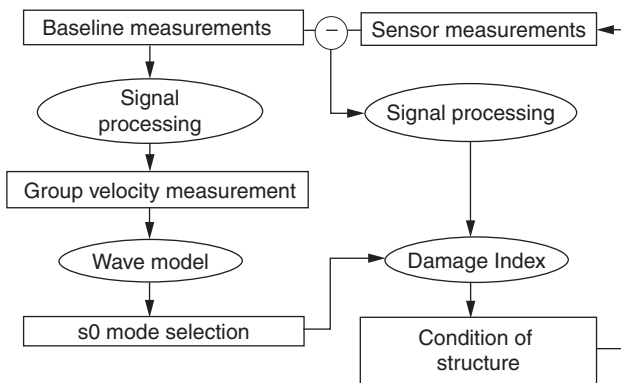 Baseline measurements
−
Sensor measurements
Signal
processing
Signal processing
Group velocity measurement
Wave model
Damage Index
s0 mode selection
Condition of
structure